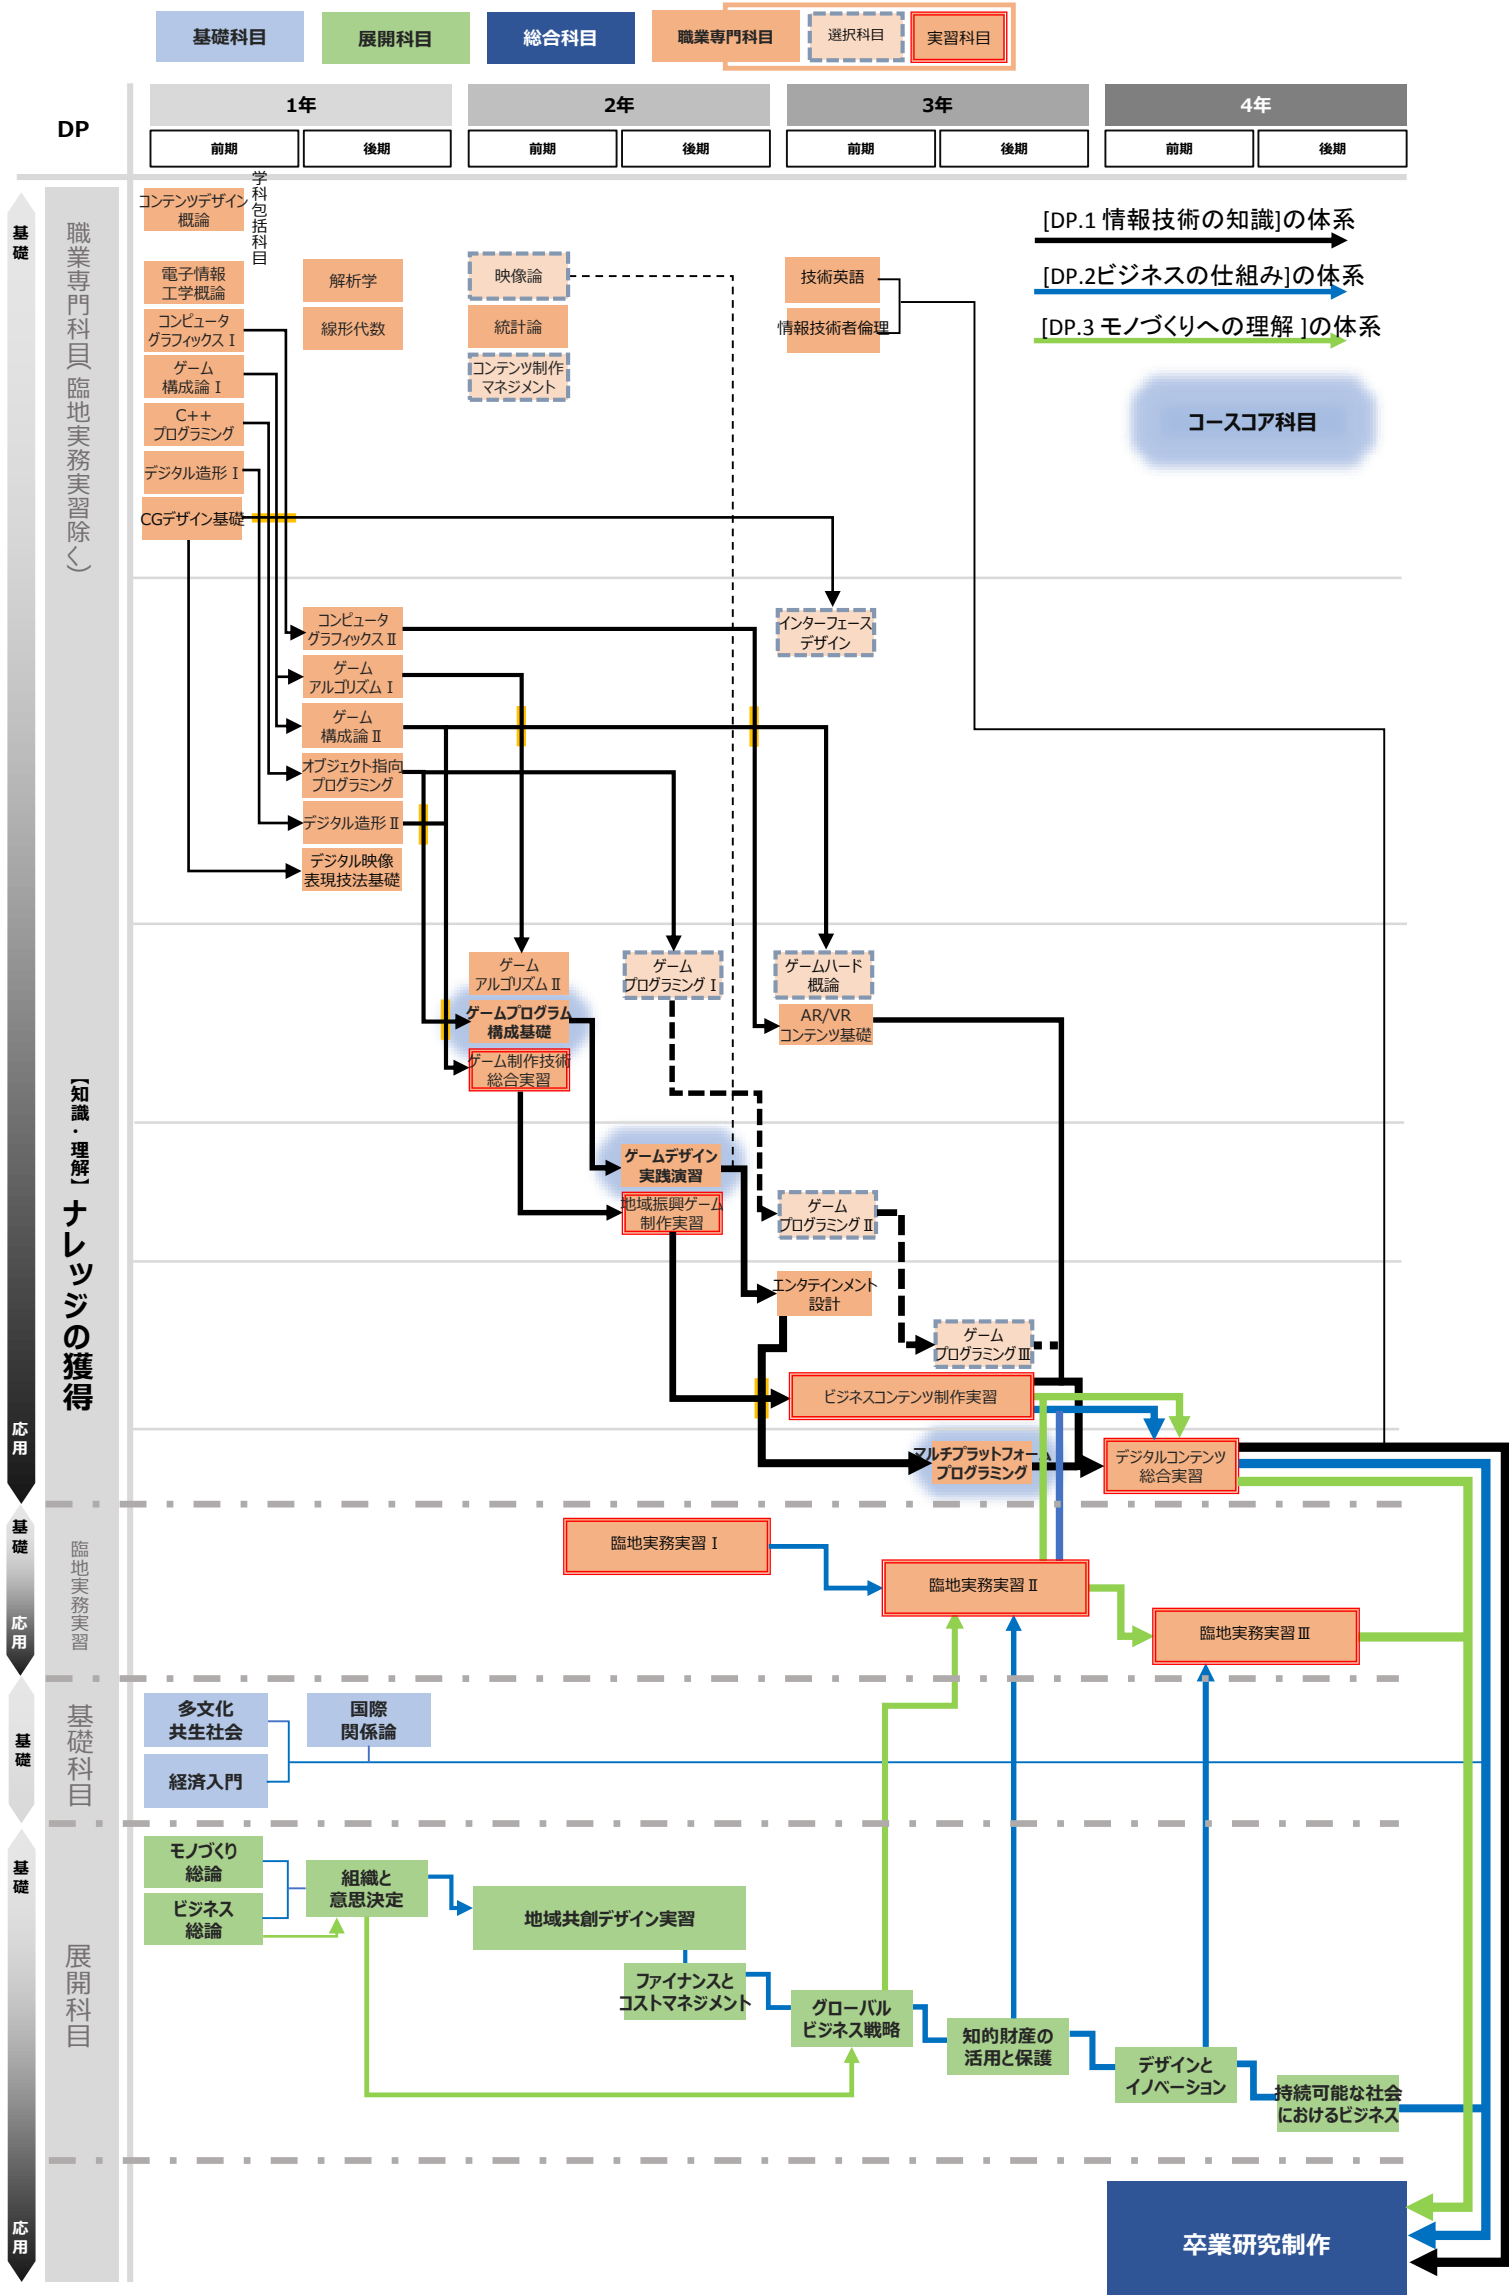 基礎科目
展開科目
総合科目
職業専門科目
選択科目
実習科目
DP
1年
2年
3年
4年
前期
後期
前期
後期
前期
後期
前期
後期
基礎
職業専門科目（臨地実務実習除く）
コンテンツデザイン
概論
学科包括科目
[DP.1 情報技術の知識]の体系
[DP.2ビジネスの仕組み]の体系
[DP.3 モノづくりへの理解 ]の体系
コースコア科目
電子情報
工学概論
解析学
映像論
技術英語
コンピュータ
グラフィックス I
線形代数
統計論
情報技術者倫理
ゲーム
構成論 I
コンテンツ制作
マネジメント
C++
プログラミング
デジタル造形 I
CGデザイン基礎
コンピュータ
グラフィックス II
インターフェース
デザイン
ゲーム
アルゴリズム I
ゲーム
構成論 II
オブジェクト指向
プログラミング
デジタル造形 II
デジタル映像
表現技法基礎
ゲーム
アルゴリズム II
ゲーム
プログラミング I
ゲームハード
概論
ゲームプログラム
構成基礎
AR/VR
コンテンツ基礎
ゲーム制作技術
総合実習
【知識・理解】
ナレッジの獲得
ゲームデザイン
実践演習
地域振興ゲーム
制作実習
ゲーム
プログラミング II
エンタテインメント
設計
ゲーム
プログラミング III
ビジネスコンテンツ制作実習
マルチプラットフォーム
プログラミング
デジタルコンテンツ
総合実習
応用
基礎
臨地実務実習
応用
臨地実務実習 I
臨地実務実習 II
臨地実務実習 III
基礎
基礎科目
多文化
共生社会
国際
関係論
経済入門
基礎
展開科目
応用
モノづくり
総論
ビジネス
総論
組織と
意思決定
地域共創デザイン実習
ファイナンスと
コストマネジメント
グローバル
ビジネス戦略
知的財産の
活用と保護
デザインと
イノベーション
持続可能な社会
におけるビジネス
卒業研究制作